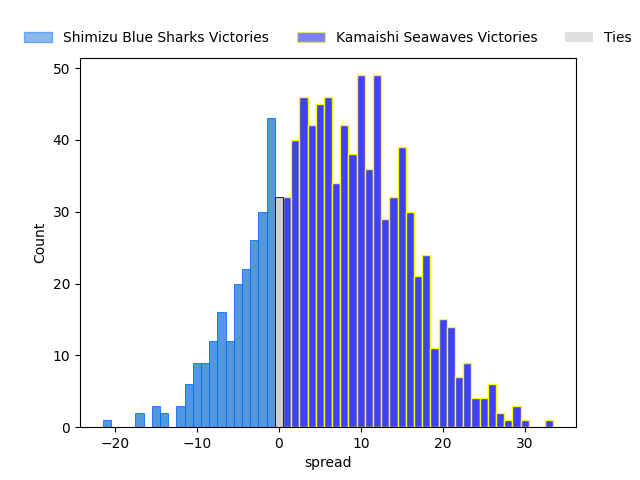 Shimizu Blue Sharks Victories Kamaishi Seawaves Victories Ties
50
40
30
20
10
0
Count
−20 −10 0 10 20 30
spread